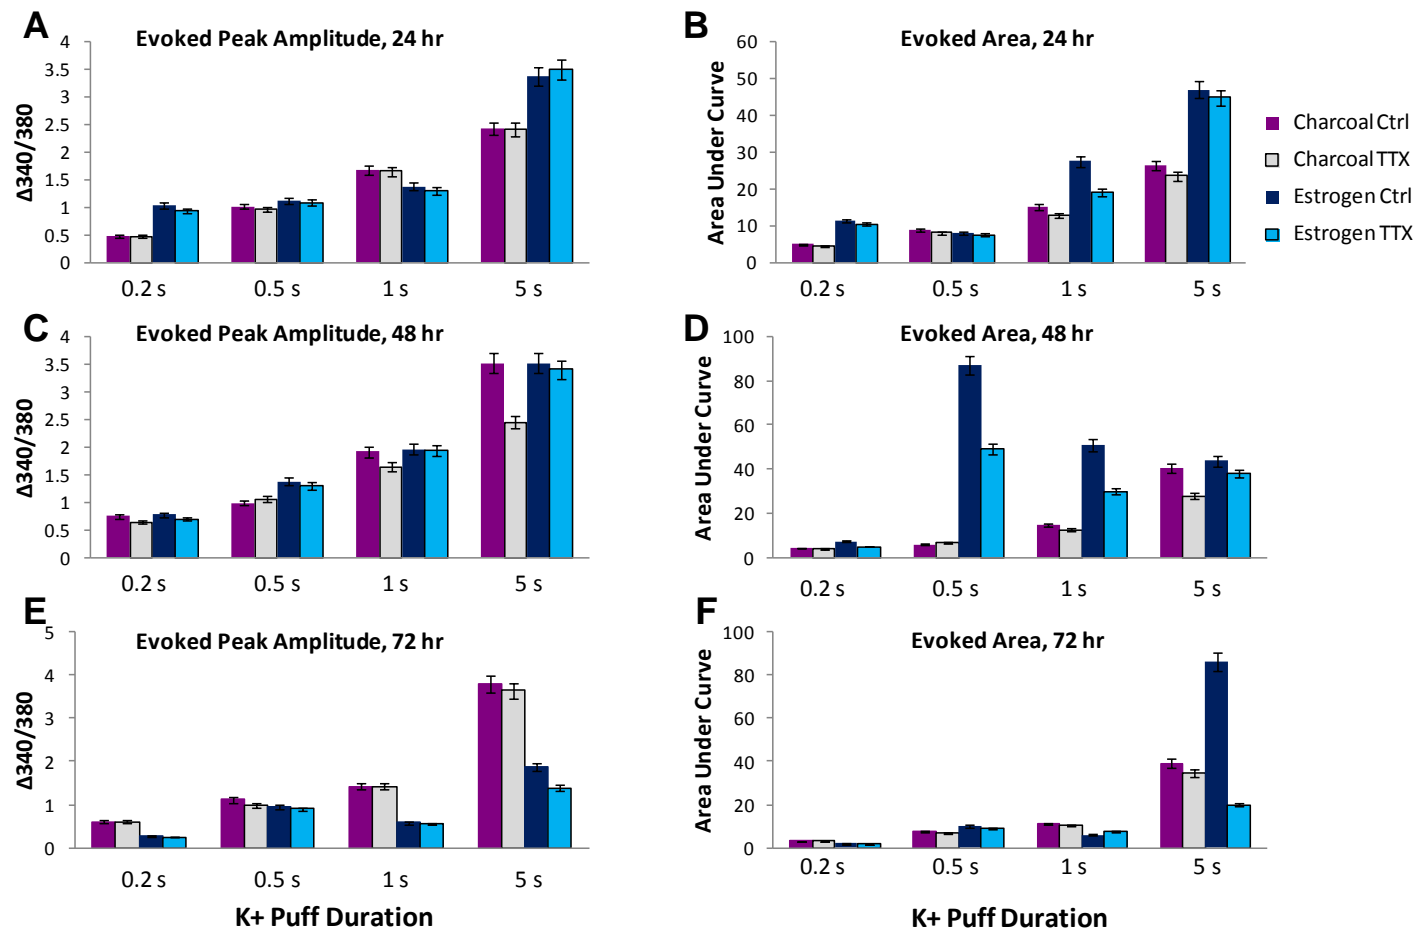 A
Evoked Peak Amplitude, 24 hr
Δ340/380
4
3.5
3
2.5
2
1.5
1
0.5
0
0.2 s
0.5 s
1 s
5 s
B
Evoked Area, 24 hr
Area Under Curve
60
50
40
30
20
10
0
0.2 s
0.5 s
1 s
5 s
Charcoal Ctrl
Charcoal TTX
Estrogen Ctrl
Estrogen TTX
C
Evoked Peak Amplitude, 48 hr
Δ340/380
4
3.5
3
2.5
2
1.5
1
0.5
0
0.2 s
0.5 s
1 s
5 s
D
Evoked Area, 48 hr
Area Under Curve
100
80
60
40
20
0
0.2 s
0.5 s
1 s
5 s
E
Evoked Peak Amplitude, 72 hr
Δ340/380
5
4
3
2
1
0
0.2 s
0.5 s
1 s
5 s
K+ Puff Duration
F
Evoked Area, 72 hr
Area Under Curve
100
80
60
40
20
0
0.2 s
0.5 s
1 s
5 s
K+ Puff Duration